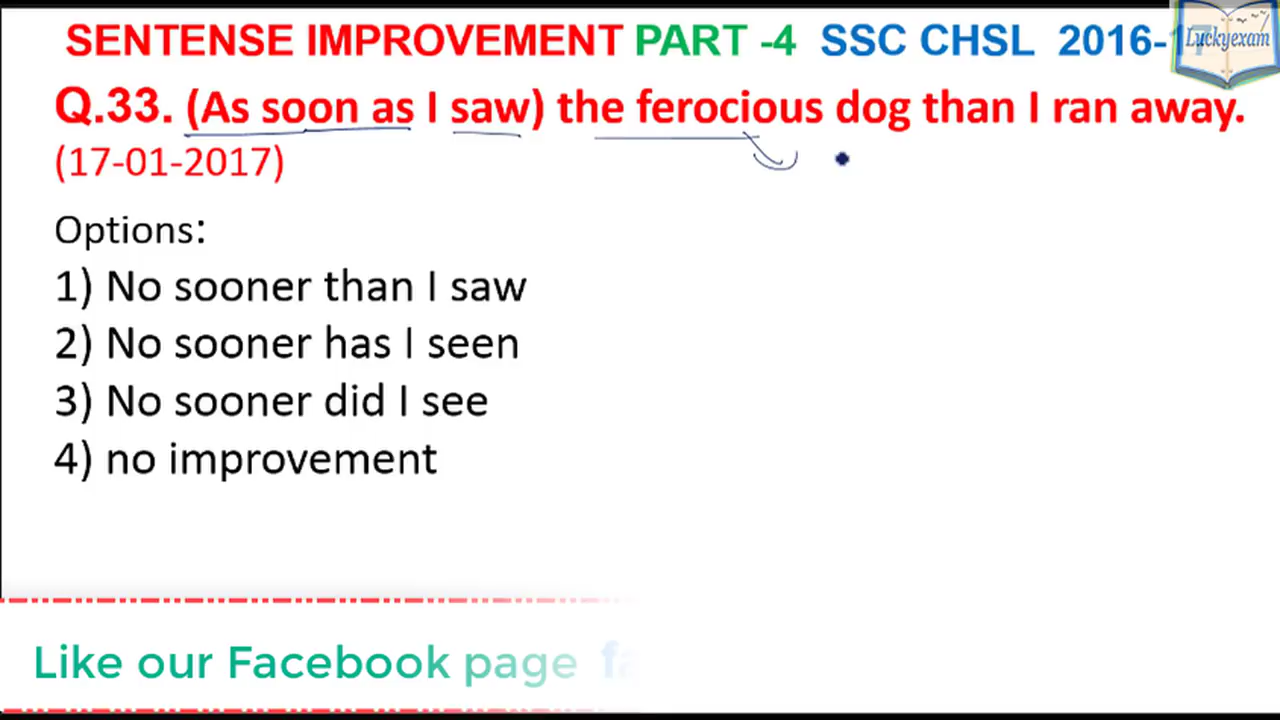 SENTENSE IMPROVEMENT PART -4 SSC CHSL 2016-
Luckyexam
Q.33. (As soon as I saw) the ferocious dog than I ran away.
(17-01-2017)
Options:
1) No sooner than I saw
2) No sooner has I seen
3) No sooner did I see
4) no improvement
Like our Facebook page